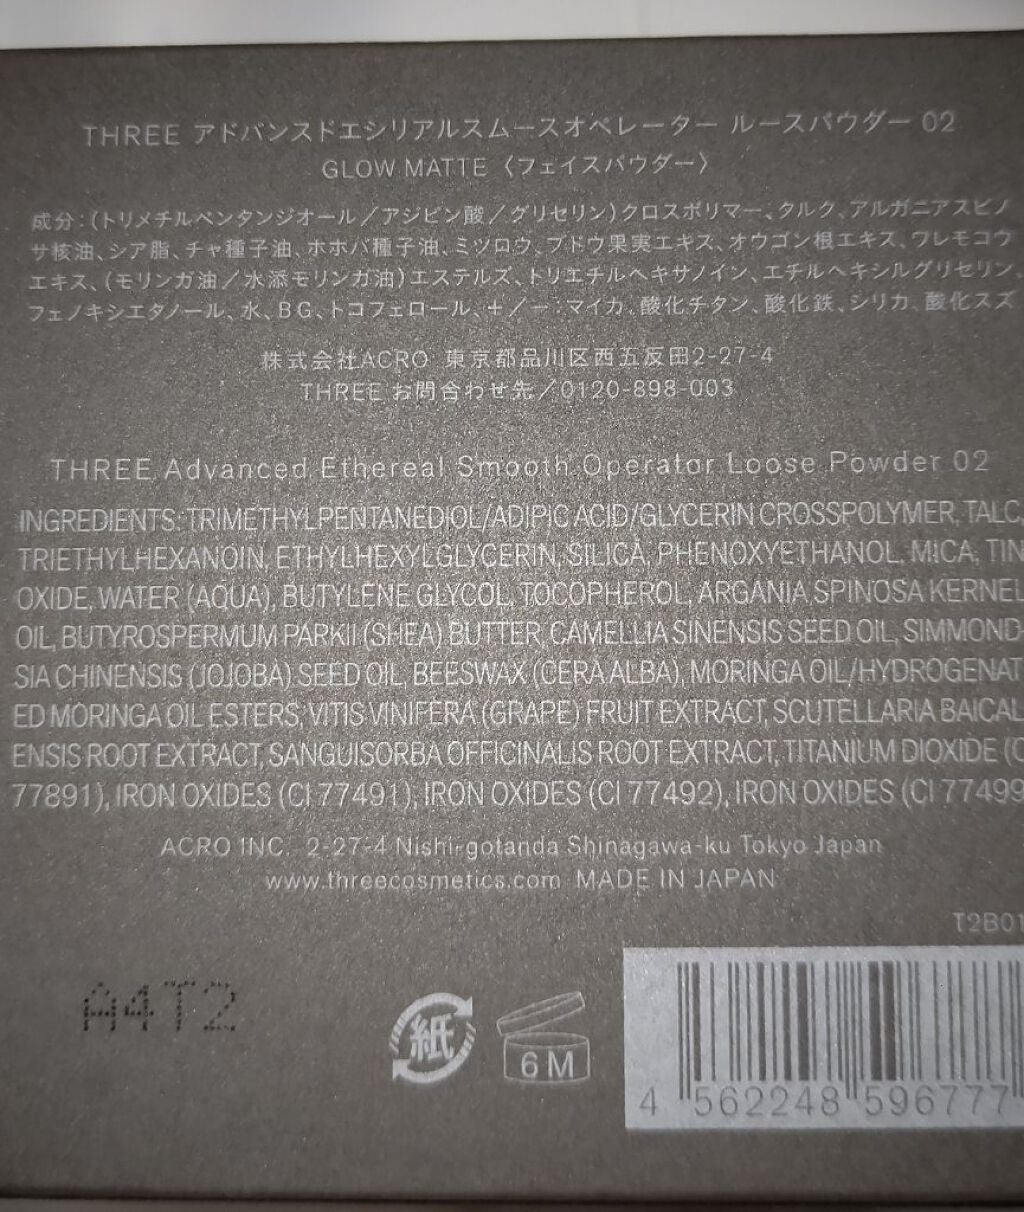 THREE アドバンスドエシリアルスムースオペレーター ルースパウダー 02
GLOW MATTE 〈フェイスパウダー〉
成分:(トリメチルペンタンジオール/アジピン酸/グリセリン)クロスポリマー、タルク、アルガニアスピノ
サ核油、シア脂、チャ種子油、ホホバ種子油、ミツロウ、ブドウ果実エキス、オウゴン根エキス、ワレモコウ
エキス、(モリンガ油/水添モリンガ油)エステルズ、トリエチルヘキサノイン、エチルヘキシルグリセリン、
フェノキシエタノール、水、BG、トコフェロール、+/-:マイカ、酸化チタン、酸化鉄、シリカ、酸化スズ
株式会社ACRO 東京都品川区西五反田2-27-4
THREE お問合わせ先/0120-898-003
THREE Advanced Ethereal Smooth Operator Loose Powder 02
INGREDIENTS: TRIMETHYLPENTANEDIOL/ADIPIC ACID/GLYCERIN CROSSPOLYMER, TALC,
TRIETHYLHEXANOIN, ETHYLHEXYLGLYCERIN, SILICA, PHENOXYETHANOL, MICA, TIN
OXIDE, WATER (AQUA), BUTYLENE GLYCOL, TOCOPHEROL, ARGANIA SPINOSA KERNEL
OIL, BUTYROSPERMUM PARKII (SHEA) BUTTER, CAMELLIA SINENSIS SEED OIL, SIMMOND
SIA CHINENSIS (JOJOBA) SEED OIL, BEESWAX (CERA ALBA), MORINGA OIL/HYDROGENAT
ED MORINGA OIL ESTERS, VITIS VINIFERA (GRAPE) FRUIT EXTRACT, SCUTELLARIA BAICAL
ENSIS ROOT EXTRACT, SANGUISORBA OFFICINALIS ROOT EXTRACT, TITANIUM DIOXIDE (C
77891), IRON OXIDES (CI 77491), IRON OXIDES (CI 77492), IRON OXIDES (CI 77499
ACRO INC. 2-27-4 Nishi-gotanda Shinagawa-ku Tokyo Japan
www.threecosmetics.com MADE IN JAPAN
T2B01
A4T2
紙
6M
4 562248 596777